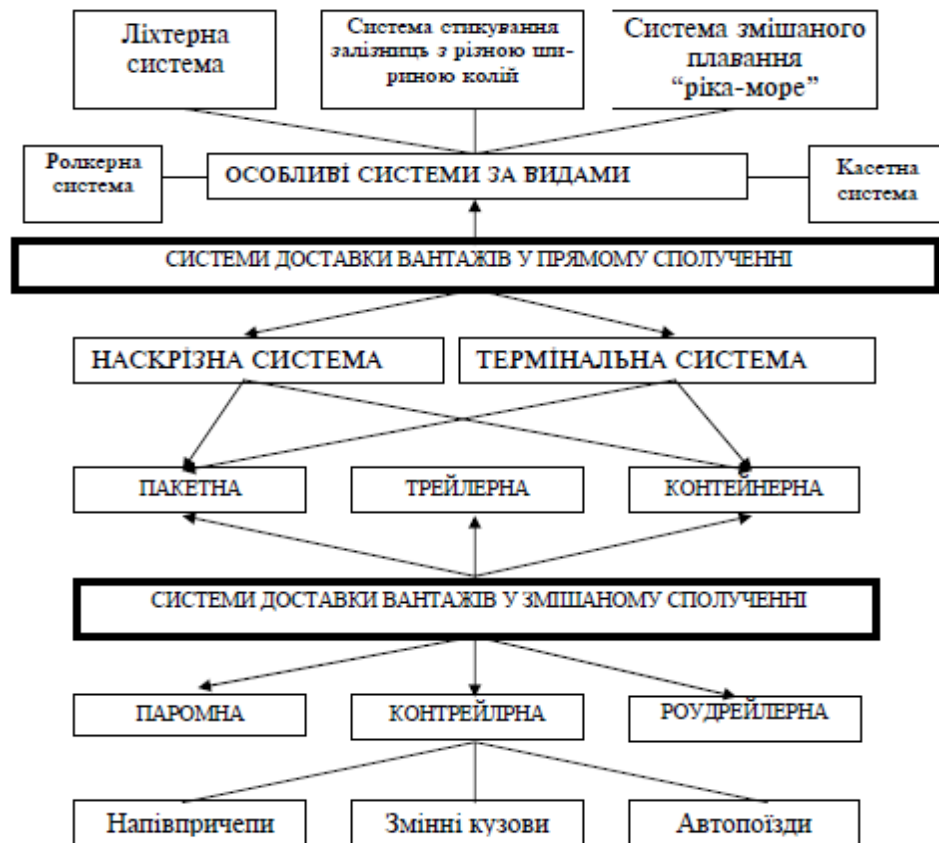 Ліхтерна
система
Система стикування
залізниць з різною ши-
риною колій
Система змішаного
плавання
“ріка-море”
Ролкерна
система
ОСОБЛИВІ СИСТЕМИ ЗА ВИДАМИ
Касетна
система
СИСТЕМИ ДОСТАВКИ ВАНТАЖІВ У ПРЯМОМУ СПОЛУЧЕННІ
НАСКРІЗНА СИСТЕМА
ТЕРМІНАЛЬНА СИСТЕМА
ПАКЕТНА
ТРЕЙЛЕРНА
КОНТЕЙНЕРНА
СИСТЕМИ ДОСТАВКИ ВАНТАЖІВ У ЗМІШАНОМУ СПОЛУЧЕННІ
ПАРОМНА
КОНТРЕЙЛРНА
РОУДРЕЙЛЕРНА
Напівпричепи
Змінні кузови
Автопоїзди